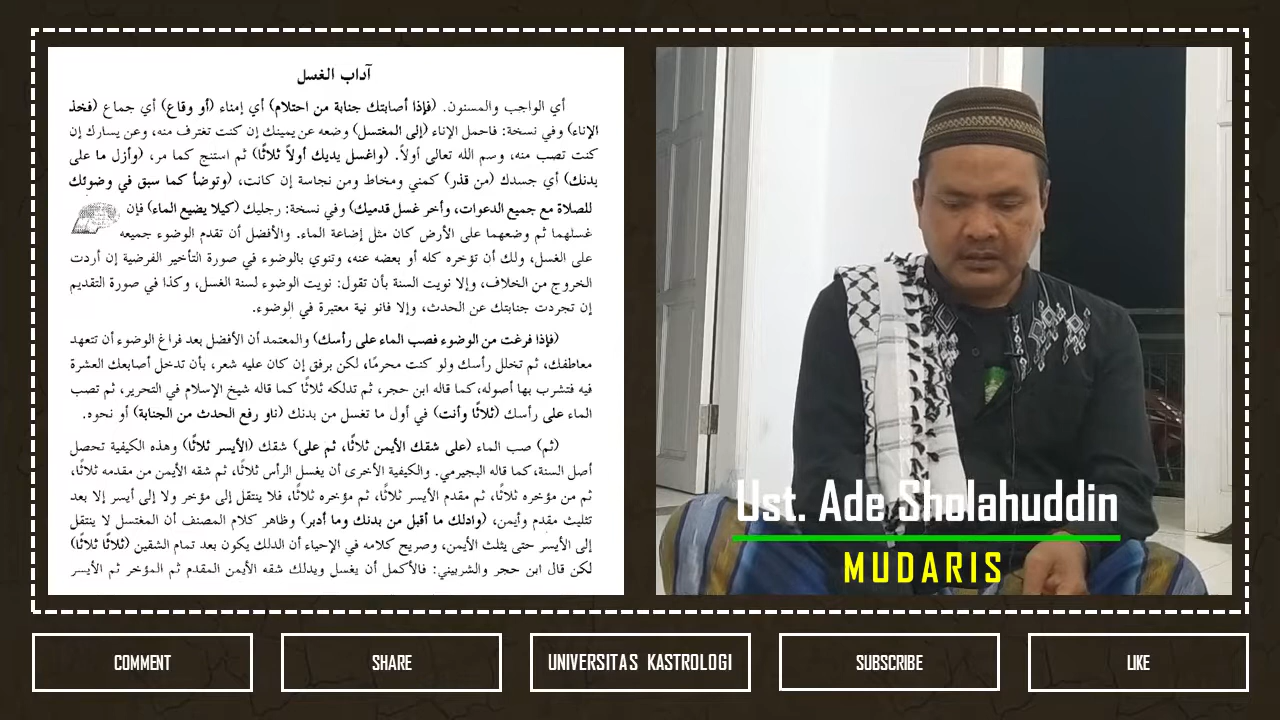 آداب الغسل
أي الواجب والمسنون. (فإذا أصابتك جنابة من احتلام) أي إمناء (أو وقاع) أي جماع (فخذ
الإناء) وفي نسخة: فاحمل الإناء (إلى المغتسل) وضعه عن يمينك إن كنت تغترف منه، وعن يسارك إن
كنت تصب منه، وسم الله تعالى أولاً. (واغسل يديك أولاً ثلاثًا) ثم استنج كما مر، (وأزل ما على
بدنك) أي جسدك (من قذر) كمني ومخاط ومن نجاسة إن كانت، (وتوضأ كما سبق في وضوئك
للصلاة مع جميع الدعوات، وأخر غسل قدميك) وفي نسخة: رجليك (كيلا يضيع الماء) فإن
غسلهما ثم وضعهما على الأرض كان مثل إضاعة الماء. والأفضل أن تقدم الوضوء جميعه
على الغسل، ولك أن تؤخره كله أو بعضه عنه، وتنوي بالوضوء في صورة التأخير الفرضية إن أردت
الخروج من الخلاف، وإلا نويت السنة بأن تقول: نويت الوضوء لسنة الغسل، وكذا في صورة التقديم
إن تجردت جنابتك عن الحدث، وإلا فانو نية معتبرة في الوضوء.
(فإذا فرغت من الوضوء فصب الماء على رأسك) والمعتمد أن الأفضل بعد فراغ الوضوء أن تتعهد
معاطفك، ثم تخلل رأسك ولو كنت محرمًا، لكن برفق إن كان عليه شعر، بأن تدخل أصابعك العشرة
فيه فتشرب بها أصوله، كما قاله ابن حجر، ثم تدلكه ثلاثًا كما قاله شيخ الإسلام في التحرير، ثم تصب
الماء على رأسك (ثلاثًا وأنت) في أول ما تغسل من بدنك (ناو رفع الحدث من الجنابة) أو نحوه.
(ثم) صب الماء (على شقك الأيمن ثلاثًا، ثم على) شقك (الأيسر ثلاثًا) وهذه الكيفية تحصل
أصل السنة، كما قاله البجيرمي. والكيفية الأخرى أن يغسل الرأس ثلاثًا، ثم شقه الأيمن من مقدمه ثلاثًا،
ثم من مؤخره ثلاثًا، ثم مقدم الأيسر ثلاثًا، ثم مؤخره ثلاثًا، فلا ينتقل إلى مؤخر ولا إلى أيسر إلا بعد
تثليث مقدم وأيمن، (وادلك ما أقبل من بدنك وما أدبر) وظاهر كلام المصنف أن المغتسل لا ينتقل
إلى الأيسر حتى يثلث الأيمن، وصريح كلامه في الإحياء أن الدلك يكون بعد تمام الشقين (ثلاثًا ثلاثًا)
لكن قال ابن حجر والشربيني: فالأكمل أن يغسل ويدلك شقه الأيمن المقدم ثم المؤخر ثم الأيسر
Ust. Ade Sholahuddin
MUDARIS
COMMENT
SHARE
UNIVERSITAS KASTROLOGI
SUBSCRIBE
LIKE